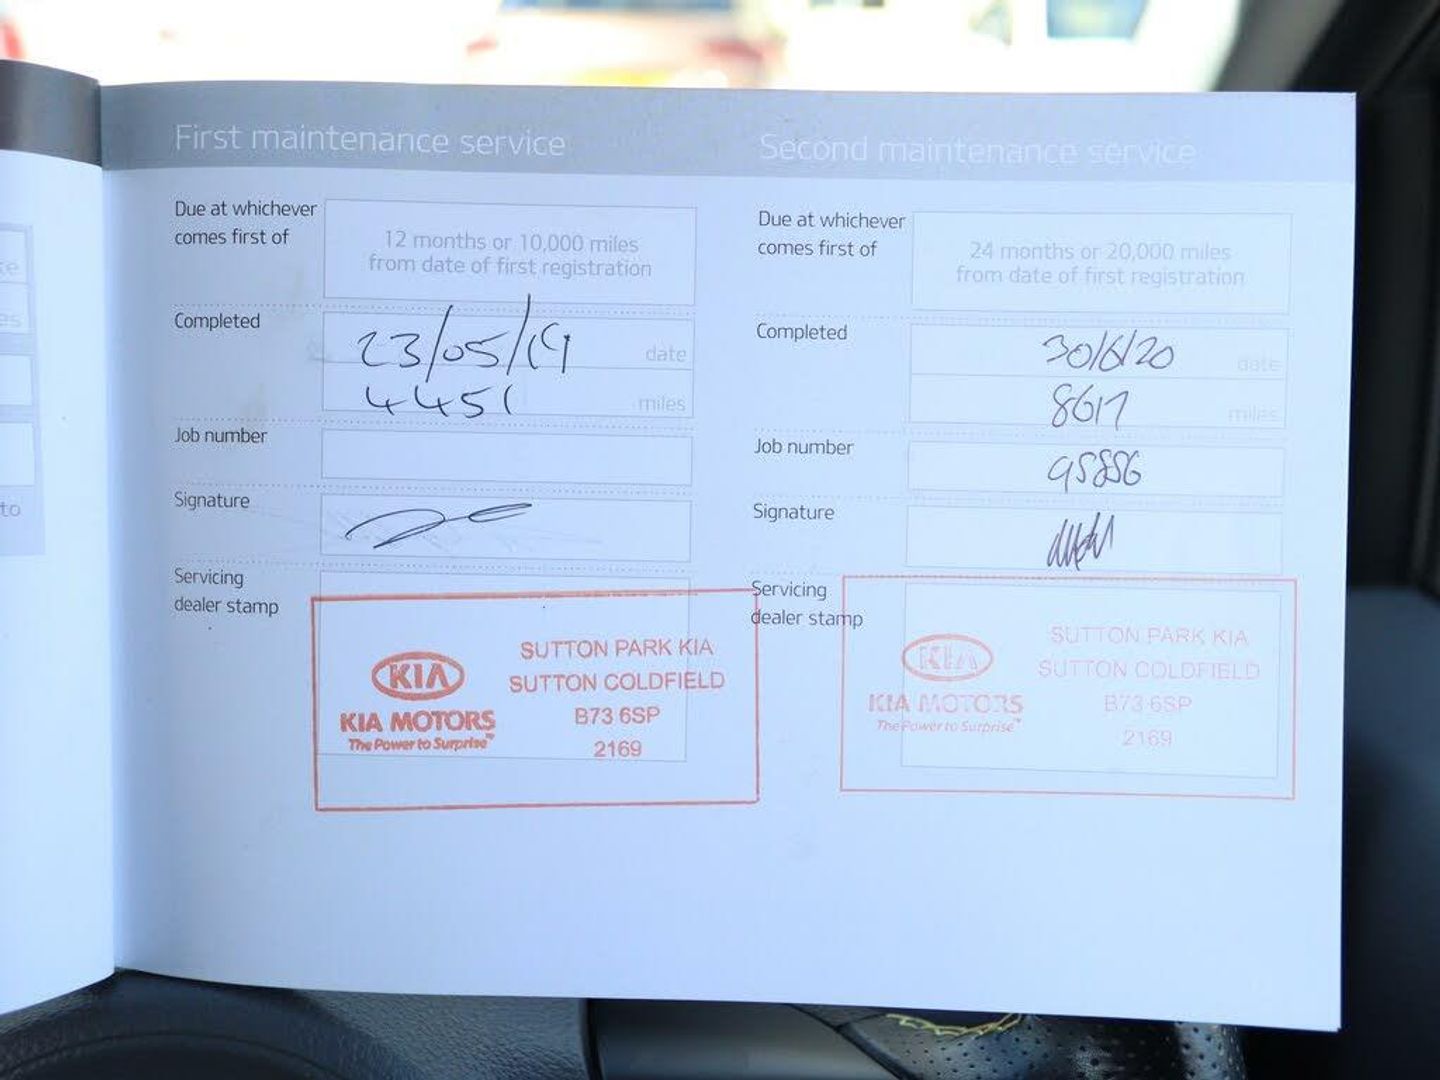 First maintenance service
Due at whichever
comes first of
12 months or 10,000 miles
from date of first registration
Completed
23/05/19 date
4451 miles
Job number
Signature
Servicing
dealer stamp
KIA
KIA MOTORS
The Power to Surprise™
SUTTON PARK KIA
SUTTON COLDFIELD
B73 6SP
2169
Second maintenance service
Due at whichever
comes first of
24 months or 20,000 miles
from date of first registration
Completed
30/6/20 date
8617 miles
Job number
95856
Signature
Servicing
dealer stamp
KIA
KIA MOTORS
The Power to Surprise™
SUTTON PARK KIA
SUTTON COLDFIELD
B73 6SP
2169
to